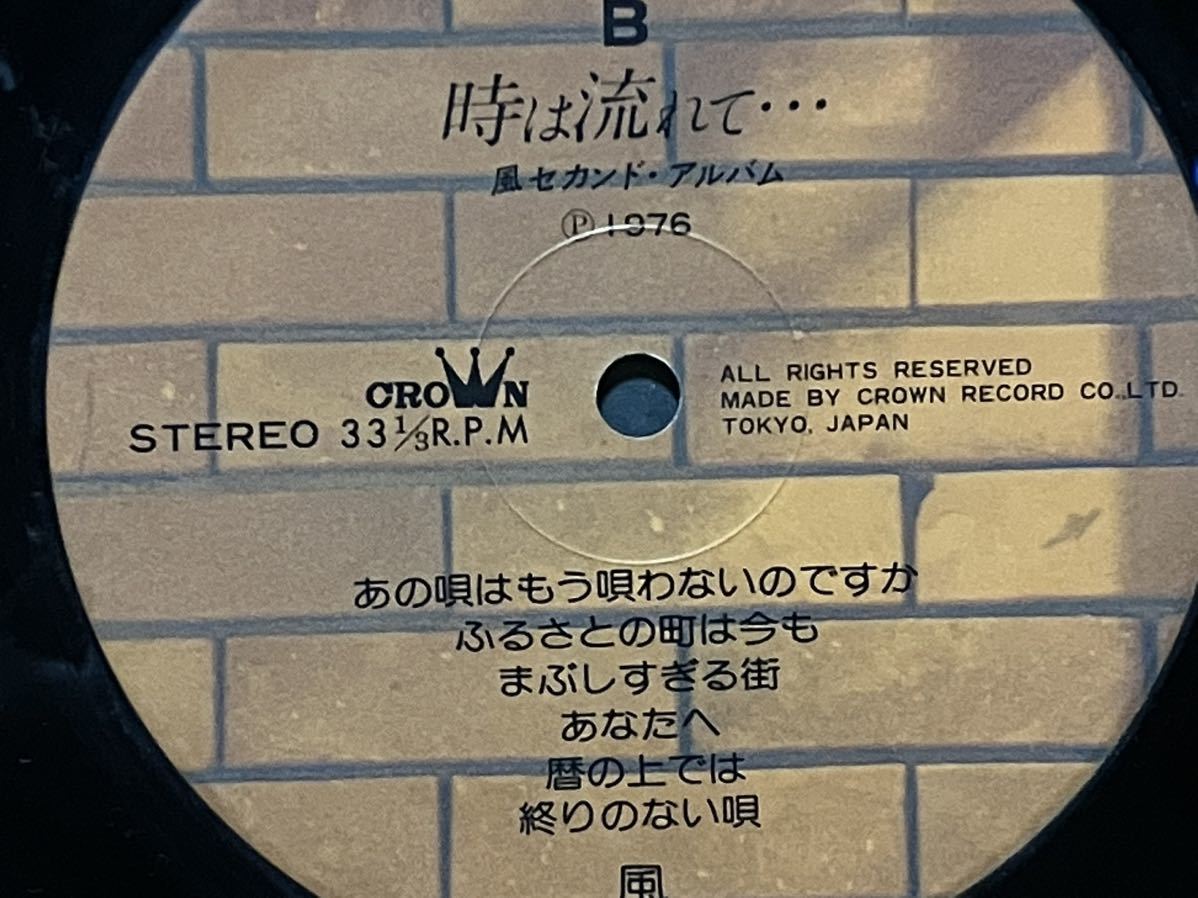 B
時は流れて・・・
風セカンド・アルバム
Ⓟ 1976
CROWN
STEREO 33 1/3 R.P.M
ALL RIGHTS RESERVED
MADE BY CROWN RECORD CO.,LTD.
TOKYO, JAPAN
あの唄はもう唄わないのですか
ふるさとの町は今も
まぶしすぎる街
あなたへ
暦の上では
終りのない唄
風